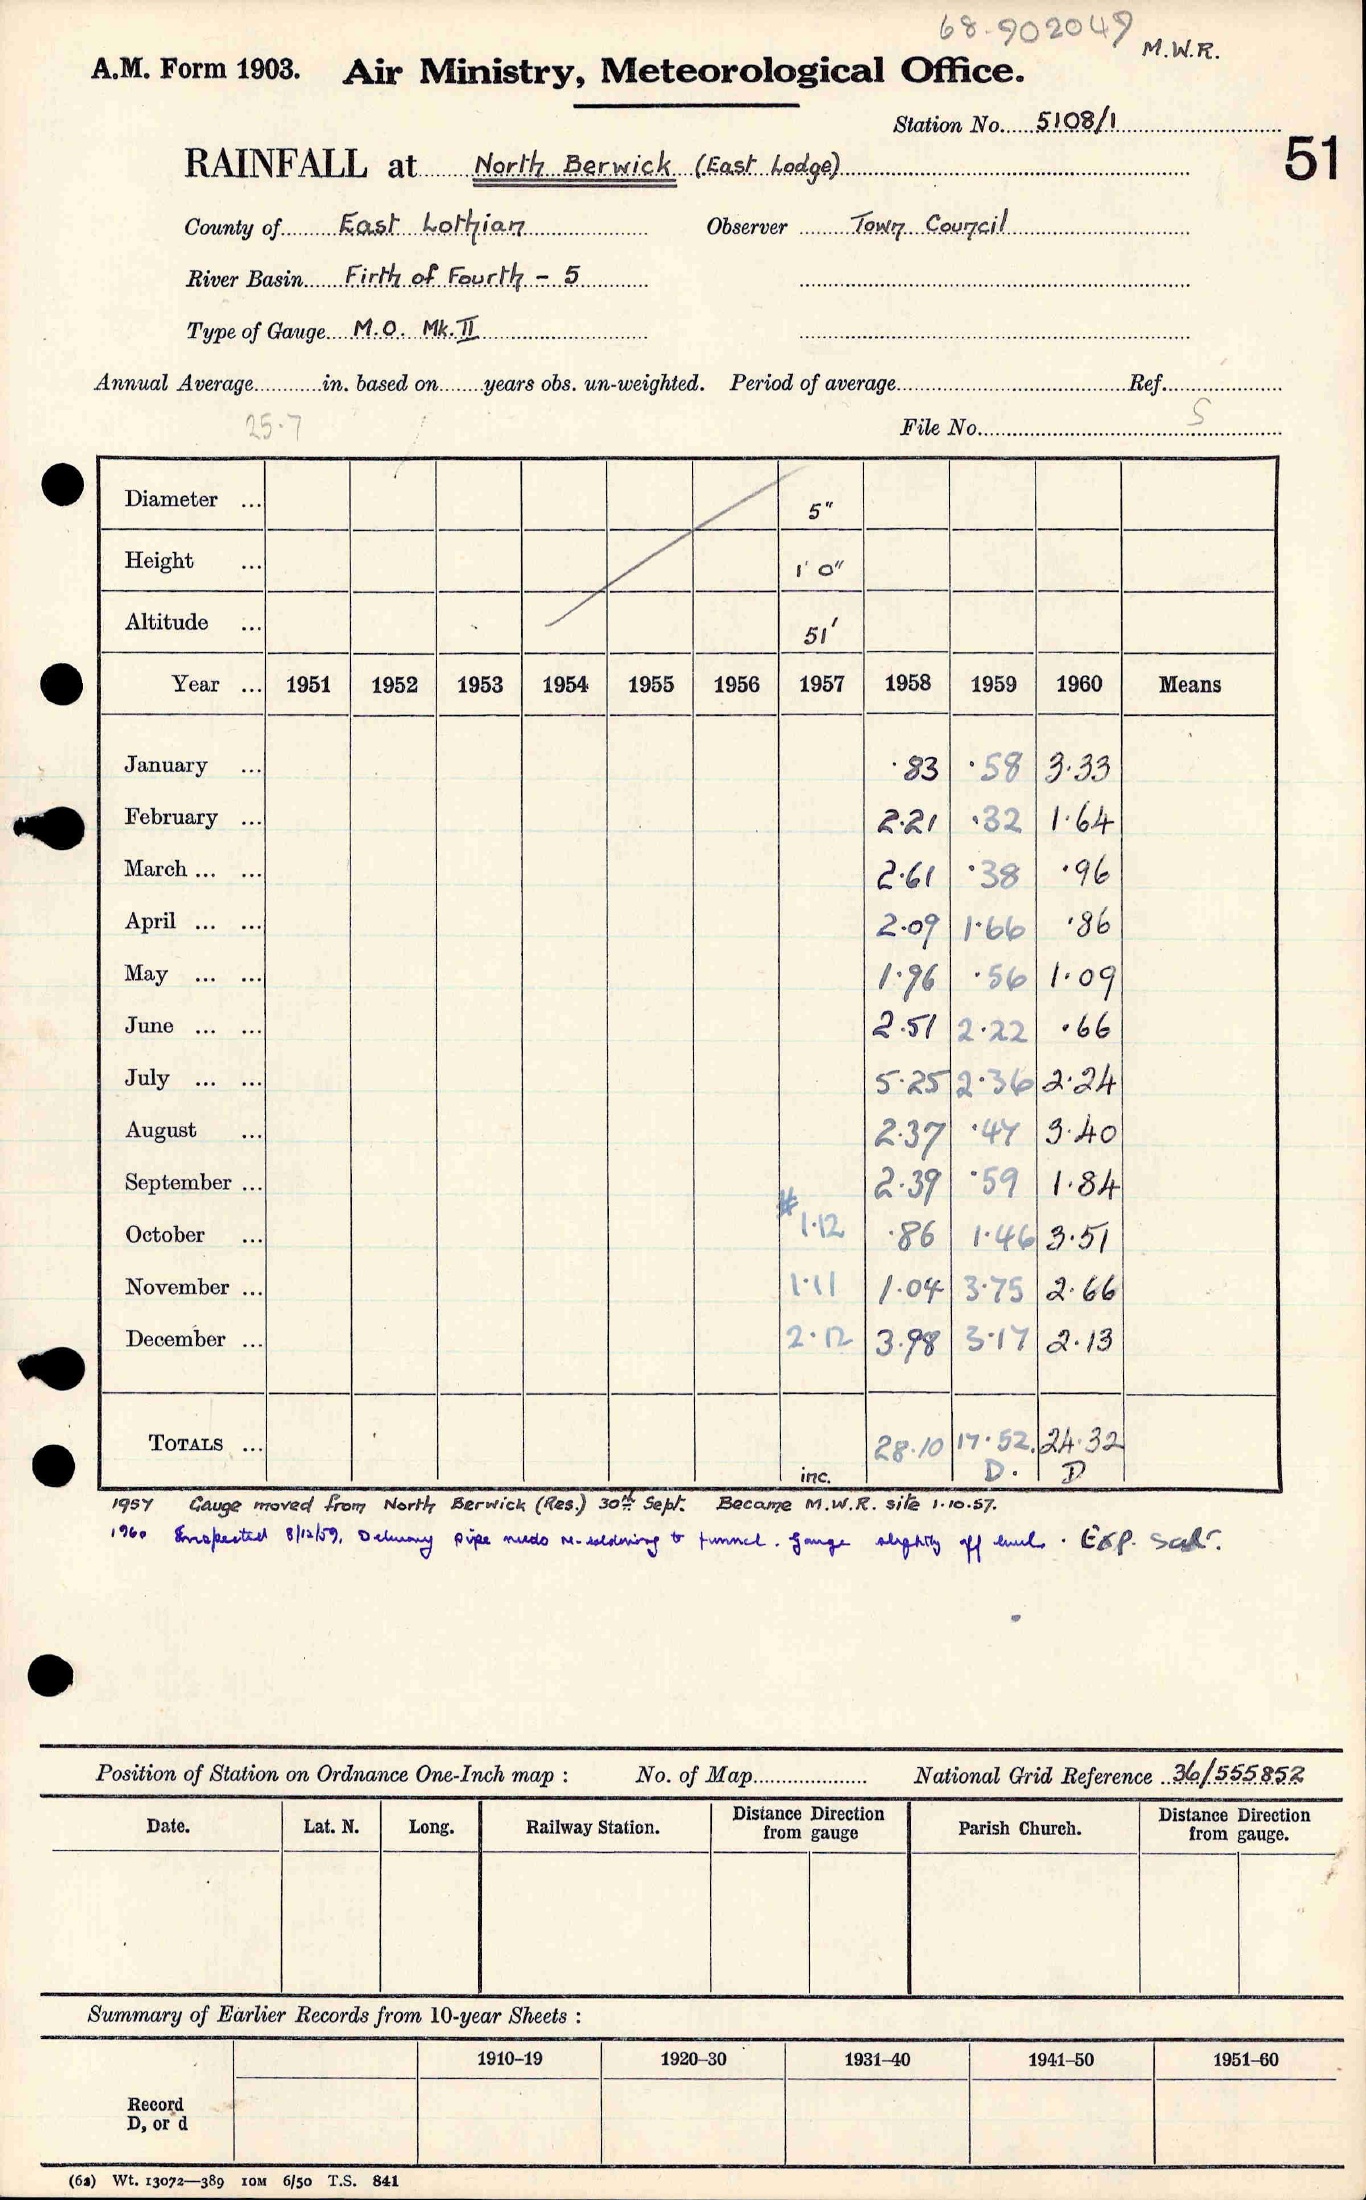 68.902049
M.W.R.
A.M. Form 1903. Air Ministry, Meteorological Office.
Station No. 5108/1
51
RAINFALL at North Berwick (East Lodge)
County of East Lothian Observer Town Council
River Basin Firth of Fourth - 5
Type of Gauge M.O. Mk. II
Annual Average in. based on years obs. un-weighted. Period of average Ref.
25.7 File No. S
Diameter ... 5"
Height ... 1' 0"
Altitude ... 51'
Year ... 1951 1952 1953 1954 1955 1956 1957 1958 1959 1960 Means
January ... .83 .58 3.33
February ... 2.21 .32 1.64
March ... ... 2.61 .38 .96
April ... ... 2.09 1.66 .86
May ... ... 1.96 .56 1.09
June ... ... 2.51 2.22 .66
July ... ... 5.25 2.36 2.24
August ... 2.37 .47 3.40
September ... 2.39 .59 1.84
October ... # 1.12 .86 1.46 3.51
November ... 1.11 1.04 3.75 2.66
December ... 2.12 3.98 3.17 2.13
TOTALS ... 28.10 17.52 24.32
inc. D. D
1957 Gauge moved from North Berwick (Res.) 30th Sept. Became M.W.R. site 1.10.57.
1960 Inspected 8/12/59. Delivery pipe needs re-soldering to funnel. Gauge slightly off level. Exp. sat.
Position of Station on Ordnance One-Inch map : No. of Map National Grid Reference 36/555852
Date. Lat. N. Long. Railway Station. Distance Direction from gauge Parish Church. Distance Direction from gauge.
Summary of Earlier Records from 10-year Sheets :
1910–19 1920–30 1931–40 1941–50 1951–60
Record
D, or d
(62) Wt. 13072—389 10M 6/50 T.S. 841